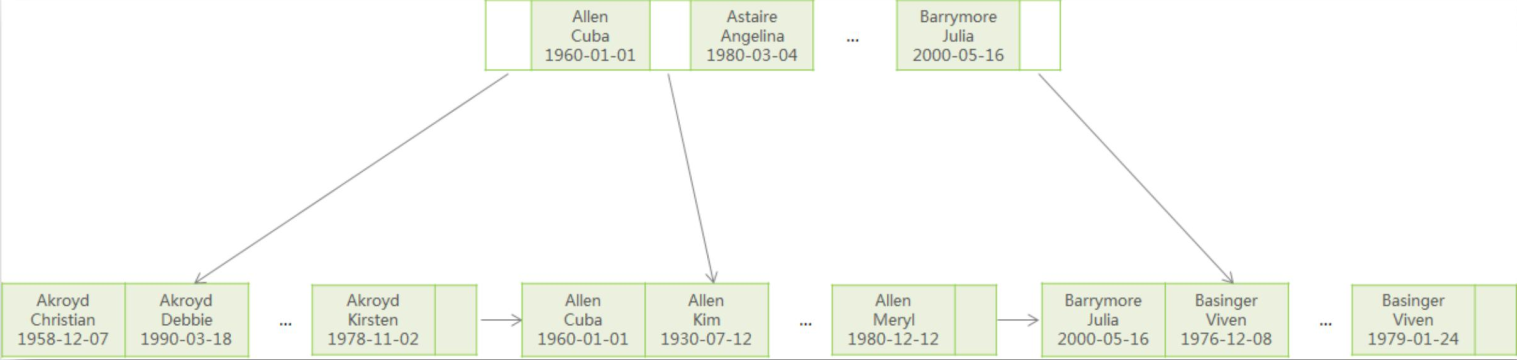 Allen
Cuba
1960-01-01
Astaire
Angelina
1980-03-04
...
Barrymore
Julia
2000-05-16
Akroyd
Christian
1958-12-07
Akroyd
Debbie
1990-03-18
...
Akroyd
Kirsten
1978-11-02
Allen
Cuba
1960-01-01
Allen
Kim
1930-07-12
...
Allen
Meryl
1980-12-12
Barrymore
Julia
2000-05-16
Basinger
Viven
1976-12-08
...
Basinger
Viven
1979-01-24